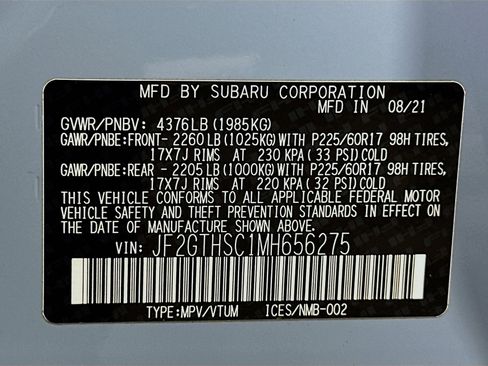 MFD BY SUBARU CORPORATION
MFD IN 08/21
GVWR/PNBV: 4376LB(1985KG)
GAWR/PNBE:FRONT- 2260LB(1025KG)WITH P225/60R17 98H TIRES,
17X7J RIMS AT 230 KPA(33 PSI)COLD
GAWR/PNBE:REAR - 2205LB(1000KG)WITH P225/60R17 98H TIRES,
17X7J RIMS AT 220 KPA(32 PSI)COLD
THIS VEHICLE CONFORMS TO ALL APPLICABLE FEDERAL MOTOR
VEHICLE SAFETY AND THEFT PREVENTION STANDARDS IN EFFECT ON
THE DATE OF MANUFACTURE SHOWN ABOVE.
VIN: JF2GTHSC1MH656275
TYPE:MPV/VTUM ICES/NMB-002